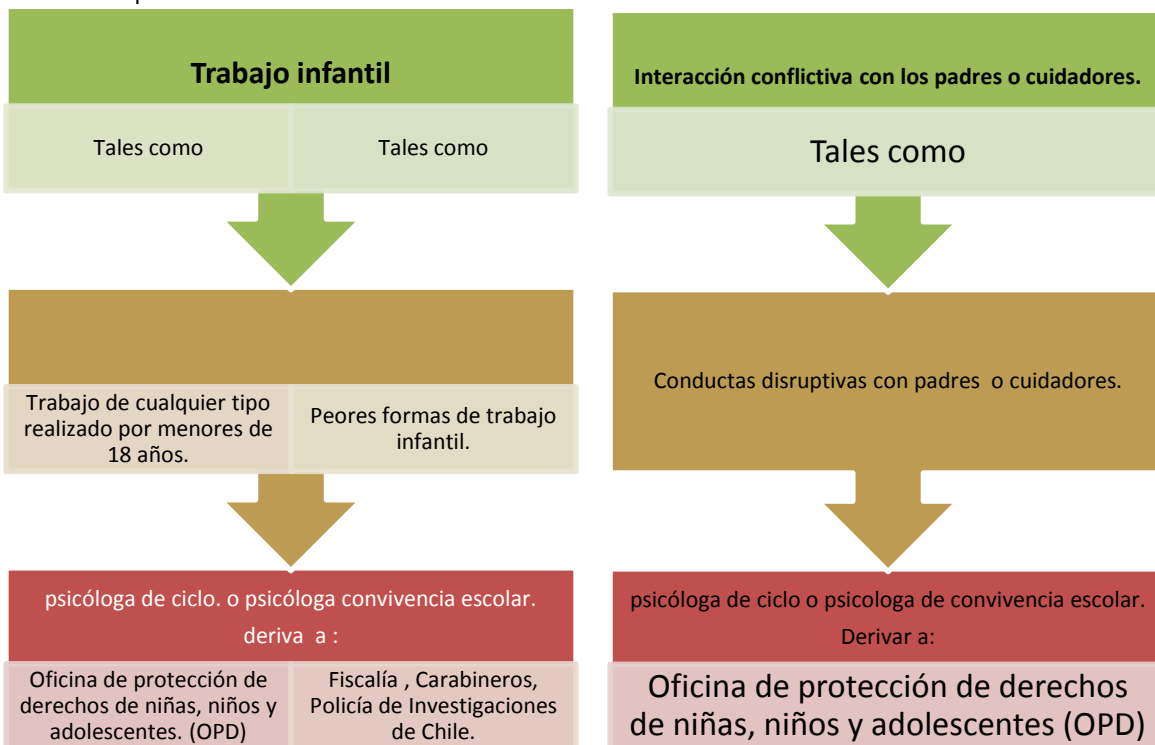 Trabajo infantil
Tales como
Tales como
Trabajo de cualquier tipo
realizado por menores de
18 años.
Peores formas de trabajo
infantil.
psicóloga de ciclo. o psicóloga convivencia escolar.
deriva a :
Oficina de protección de
derechos de niñas, niños y
adolescentes. (OPD)
Fiscalía , Carabineros,
Policía de Investigaciones
de Chile.
Interacción conflictiva con los padres o cuidadores.
Tales como
Conductas disruptivas con padres o cuidadores.
psicóloga de ciclo o psicologa de convivencia escolar.
Derivar a:
Oficina de protección de derechos
de niñas, niños y adolescentes (OPD)